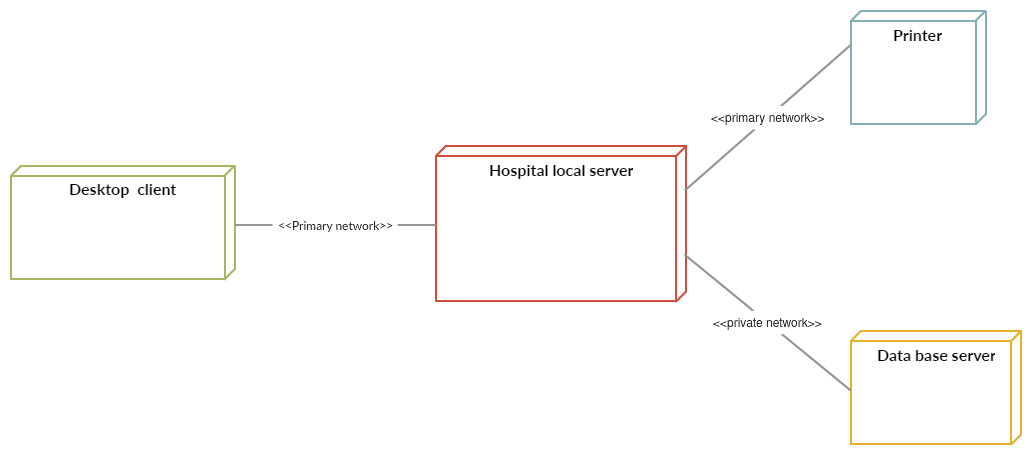 Printer
<<primary network>>
Hospital local server
Desktop  client
<<Primary network>>
<<private network>>
Data base server